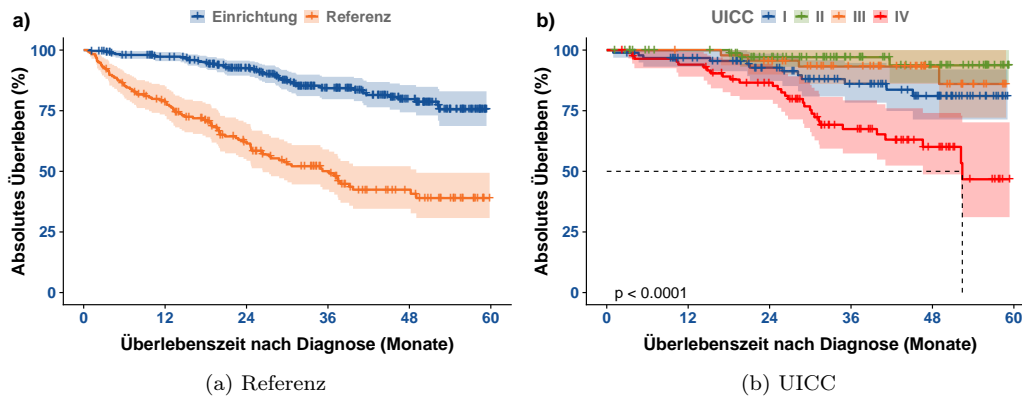 a)
Einrichtung Referenz
Absolutes Überleben (%)
100
75
50
25
0
0 12 24 36 48 60
Überlebenszeit nach Diagnose (Monate)
(a) Referenz
b)
UICC I II III IV
Absolutes Überleben (%)
100
75
50
25
0
p < 0.0001
0 12 24 36 48 60
Überlebenszeit nach Diagnose (Monate)
(b) UICC